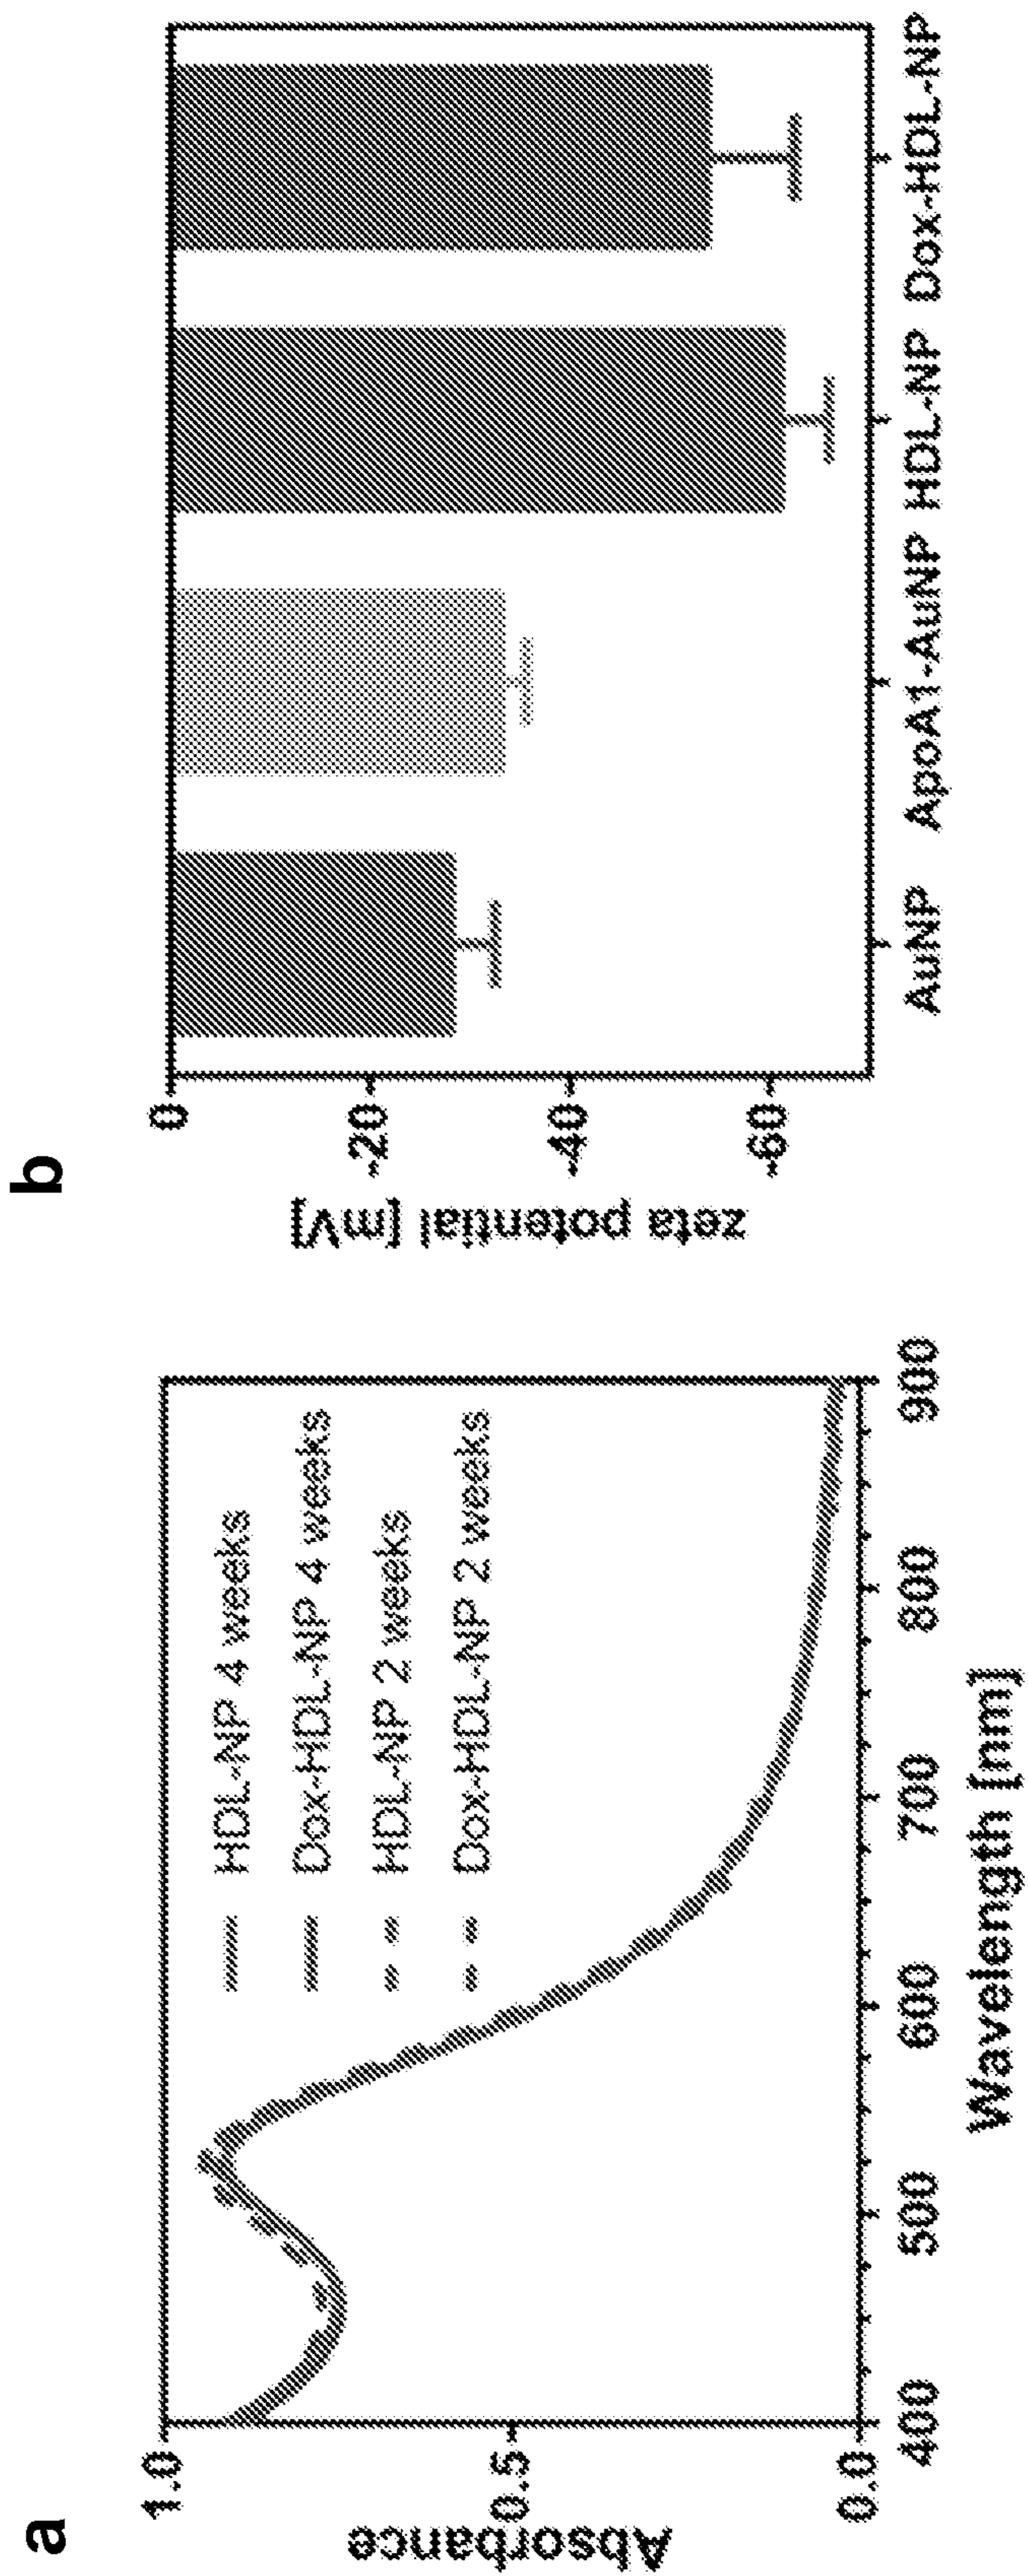 a
Absorbance
1.0
0.5
0.0
HDL-NP 4 weeks
Dox-HDL-NP 4 weeks
HDL-NP 2 weeks
Dox-HDL-NP 2 weeks
400 500 600 700 800 900
Wavelength [nm]
b
zeta potential [mV]
0
-20
-40
-60
AuNP ApoA1-AuNP HDL-NP Dox-HDL-NP